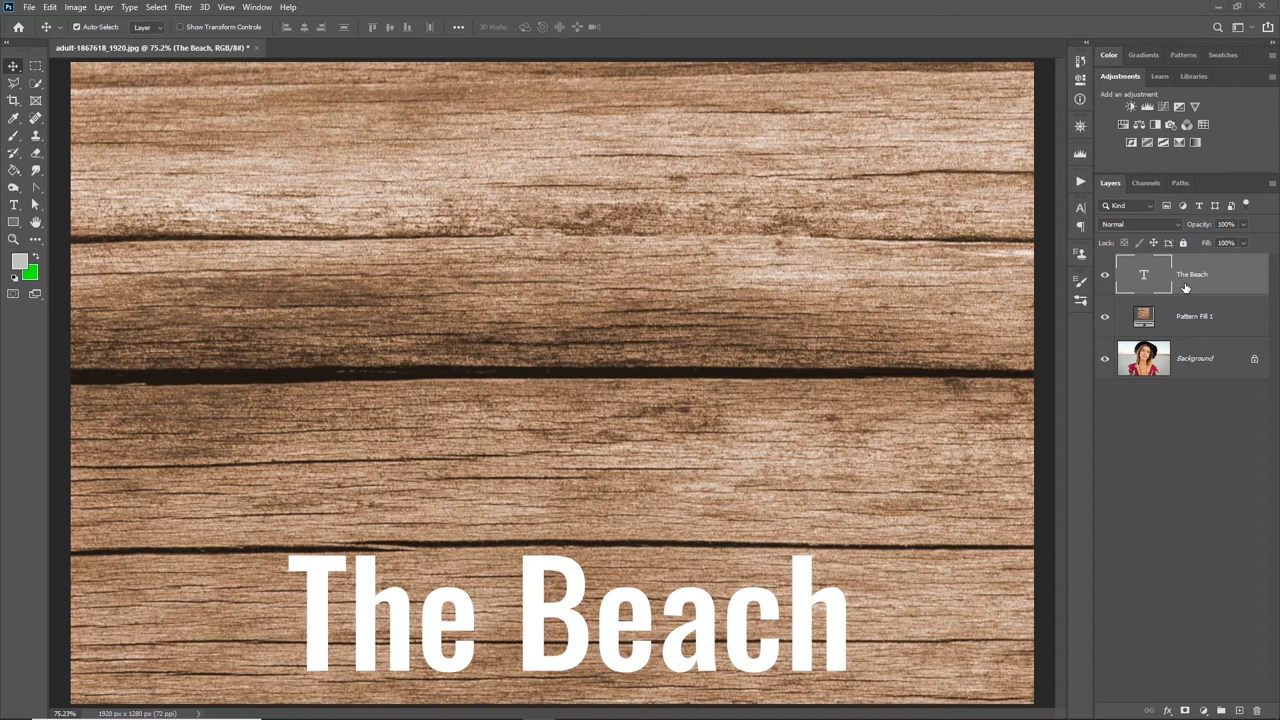 File Edit Image Layer Type Select Filter 3D View Window Help
Auto-Select: Layer Show Transform Controls 3D Mode:
adult-1867618_1920.jpg @ 75.2% (The Beach, RGB/8#) *
Color Gradients Patterns Swatches
Adjustments Learn Libraries
Add an adjustment
Layers Channels Paths
Kind
Normal Opacity: 100%
Lock: Fill: 100%
The Beach
Pattern Fill 1
Background
The Beach
75.23% 1920 px x 1280 px (72 ppi)